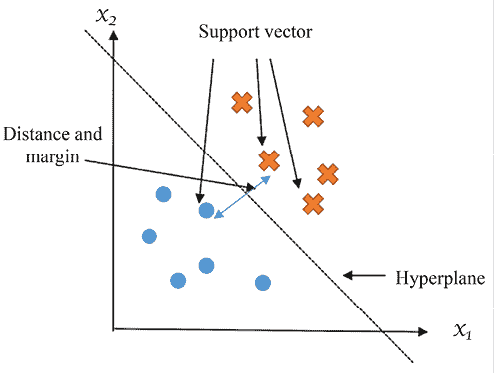 x₂
Support vector
Distance and
margin
Hyperplane
x₁